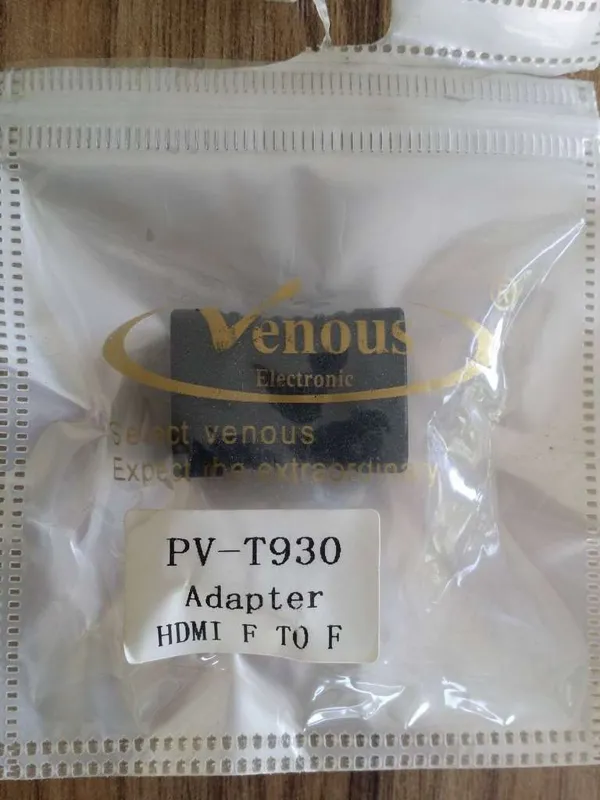 Venous
®
Electronic
Select venous
Expect the extraordinary
PV-T930
Adapter
HDMI F TO F